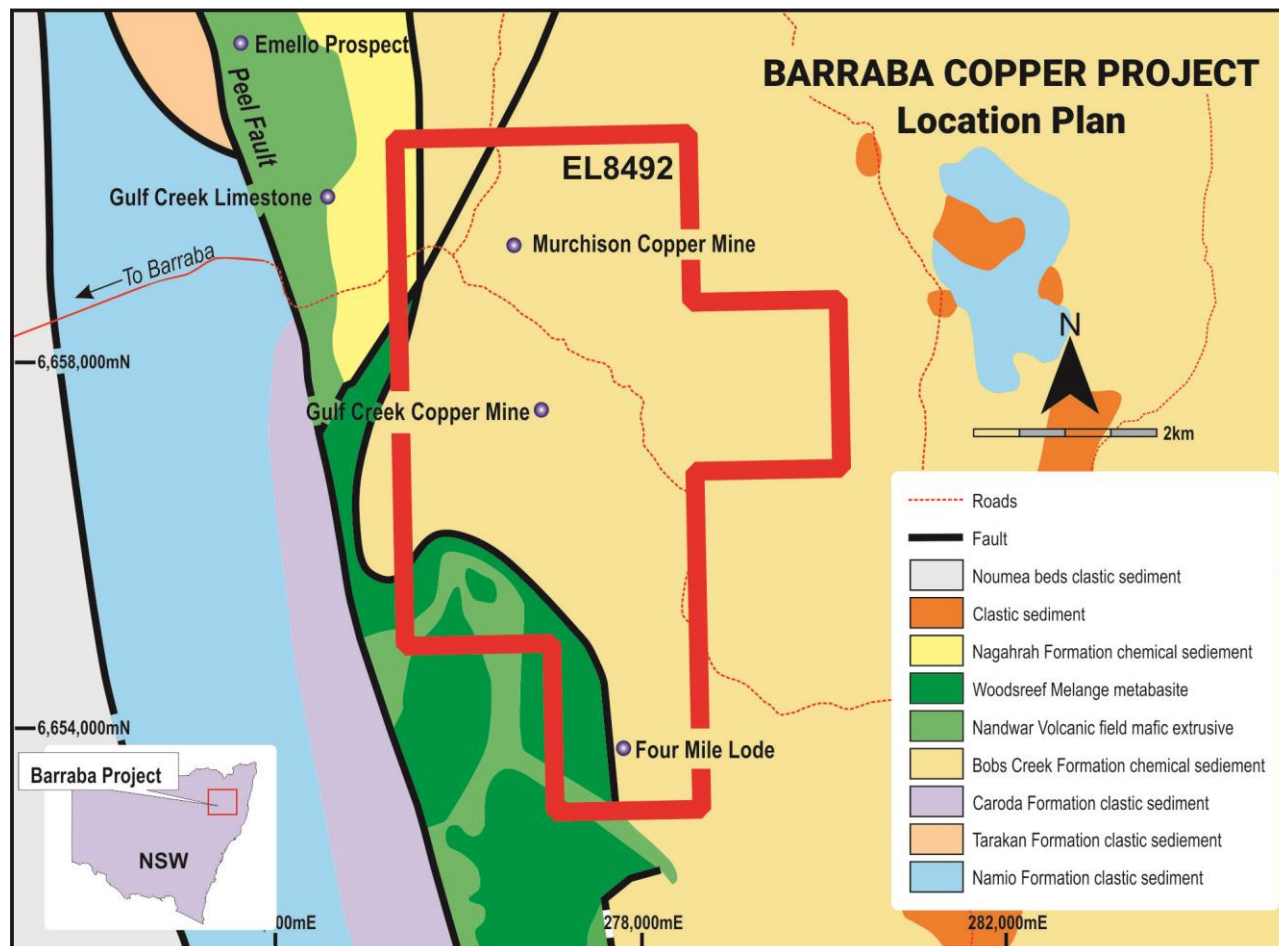 BARRABA COPPER PROJECT
Location Plan
Emello Prospect
Peel Fault
EL8492
Gulf Creek Limestone
Murchison Copper Mine
To Barraba
N
6,658,000mN
Gulf Creek Copper Mine
2km
Roads
Fault
Noumea beds clastic sediment
Clastic sediment
Nagahrah Formation chemical sediement
Woodsreef Melange metabasite
Nandwar Volcanic field mafic extrusive
Bobs Creek Formation chemical sediement
Caroda Formation clastic sediment
Tarakan Formation clastic sediement
Namio Formation clastic sediment
6,654,000mN
Four Mile Lode
Barraba Project
NSW
00mE
278,000mE
282,000mE